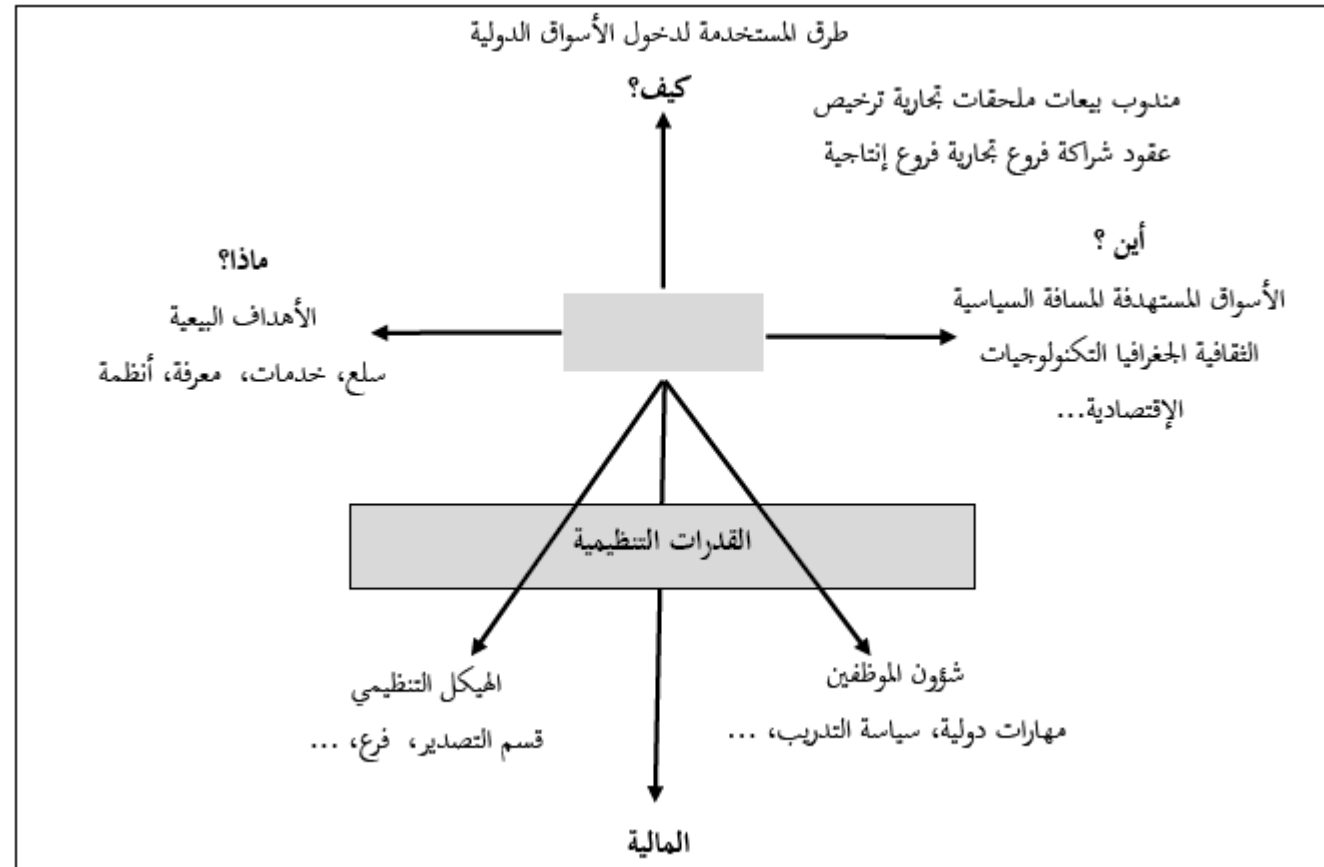 طرق المستخدمة لدخول الأسواق الدولية
كيف؟
مندوب بيعات ملحقات تجارية ترخيص
عقود شراكة فروع تجارية فروع إنتاجية
أين ؟
الأسواق المستهدفة المسافة السياسية
الثقافية الجغرافيا التكنولوجيات
الإقتصادية...
ماذا؟
الأهداف البيعية
سلع، خدمات، معرفة، أنظمة
القدرات التنظيمية
شؤون الموظفين
مهارات دولية، سياسة التدريب، ...
الهيكل التنظيمي
قسم التصدير، فرع، ...
المالية